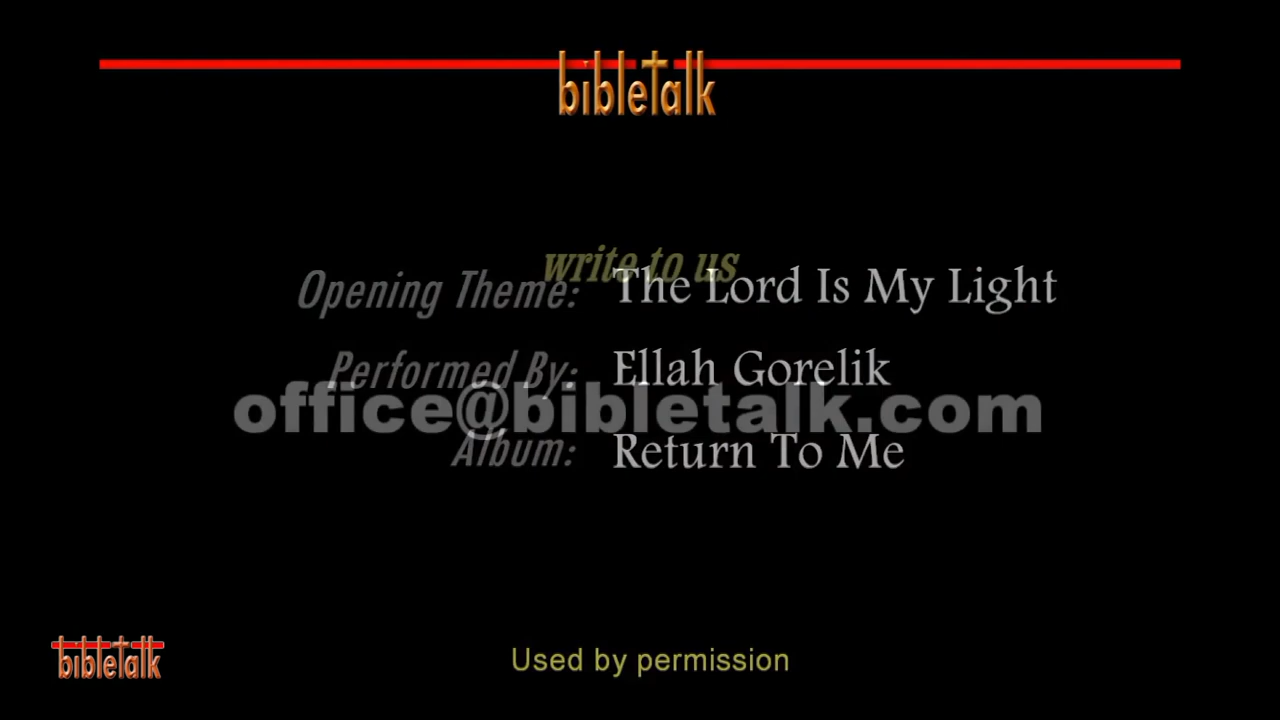 bibletalk
write to us
Opening Theme: The Lord Is My Light
Performed By: Ellah Gorelik
office@bibletalk.com
Album: Return To Me
bibletalk
Used by permission